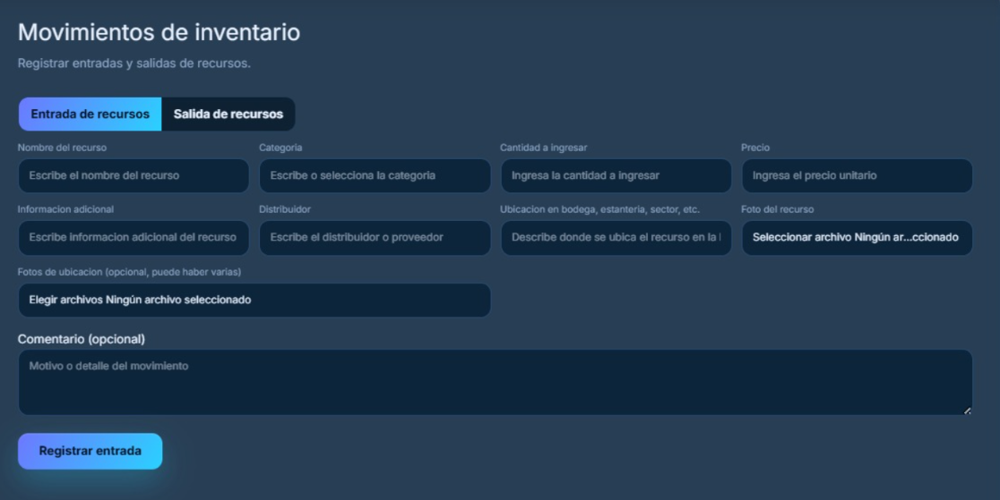 Movimientos de inventario
Registrar entradas y salidas de recursos.
Entrada de recursos Salida de recursos
Nombre del recurso Categoria Cantidad a ingresar Precio
Escribe el nombre del recurso Escribe o selecciona la categoria Ingresa la cantidad a ingresar Ingresa el precio unitario
Informacion adicional Distribuidor Ubicacion en bodega, estanteria, sector, etc. Foto del recurso
Escribe informacion adicional del recurso Escribe el distribuidor o proveedor Describe donde se ubica el recurso en la Seleccionar archivo Ningún ar...ccionado
Fotos de ubicacion (opcional, puede haber varias)
Elegir archivos Ningún archivo seleccionado
Comentario (opcional)
Motivo o detalle del movimiento
Registrar entrada